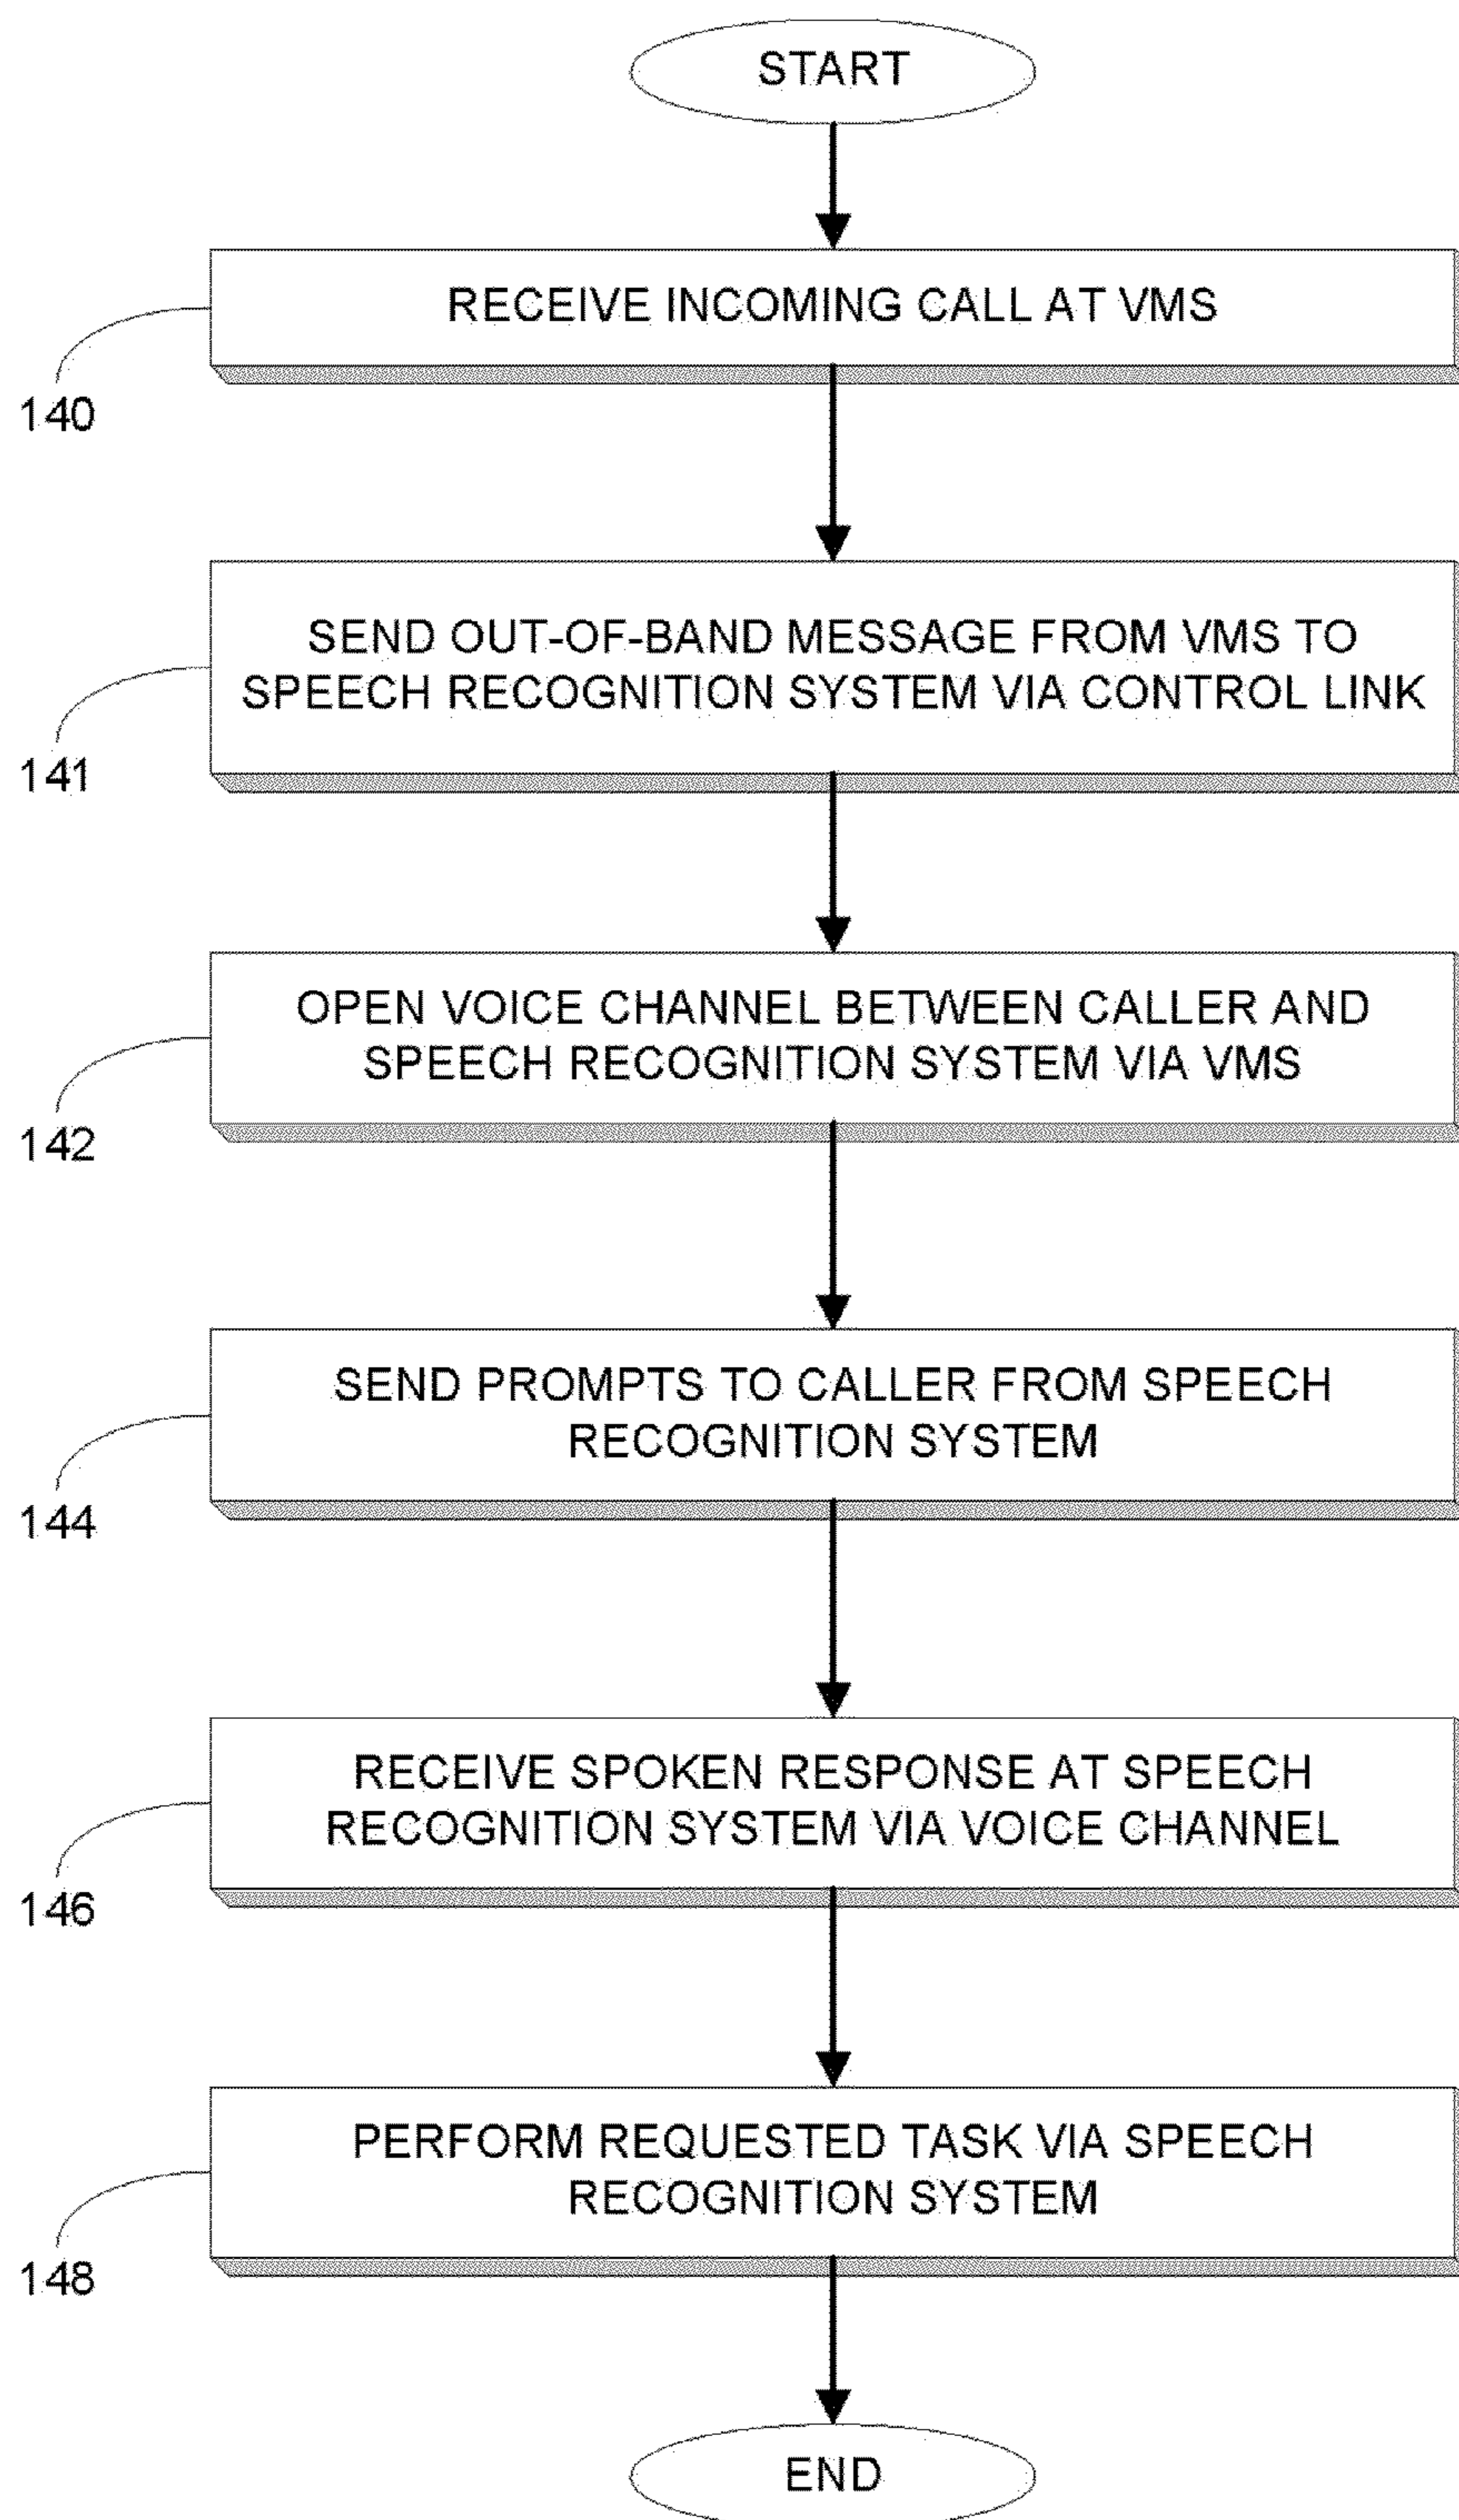 START
RECEIVE INCOMING CALL AT VMS
140
SEND OUT-OF-BAND MESSAGE FROM VMS TO
SPEECH RECOGNITION SYSTEM VIA CONTROL LINK
141
OPEN VOICE CHANNEL BETWEEN CALLER AND
SPEECH RECOGNITION SYSTEM VIA VMS
142
SEND PROMPTS TO CALLER FROM SPEECH
RECOGNITION SYSTEM
144
RECEIVE SPOKEN RESPONSE AT SPEECH
RECOGNITION SYSTEM VIA VOICE CHANNEL
146
PERFORM REQUESTED TASK VIA SPEECH
RECOGNITION SYSTEM
148
END